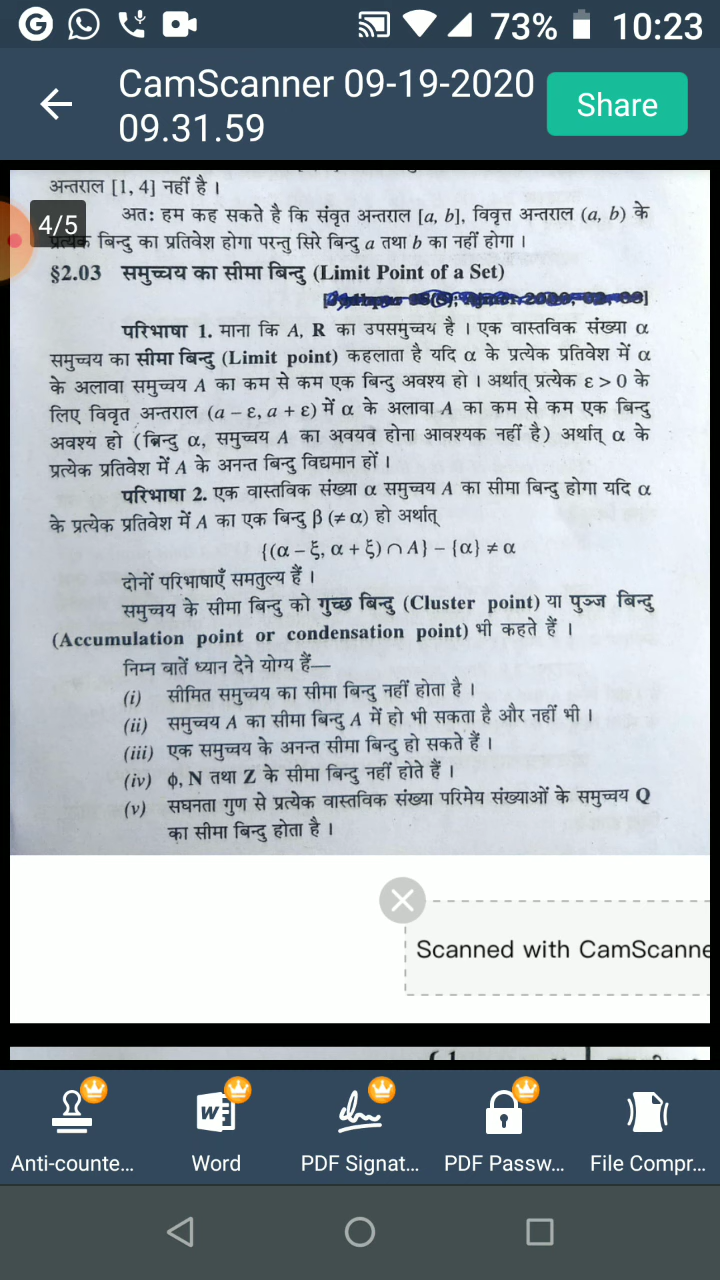 73% 10:23
CamScanner 09-19-2020
09.31.59
Share
अन्तराल [1, 4] नहीं है ।
4/5
अत: हम कह सकते है कि संवृत अन्तराल [a, b], विवृत्त अन्तराल (a, b) के
प्रत्येक बिन्दु का प्रतिवेश होगा परन्तु सिरे बिन्दु a तथा b का नहीं होगा ।
§2.03 समुच्चय का सीमा बिन्दु (Limit Point of a Set)
परिभाषा 1. माना कि A, R का उपसमुच्चय है । एक वास्तविक संख्या α
समुच्चय का सीमा बिन्दु (Limit point) कहलाता है यदि α के प्रत्येक प्रतिवेश में α
के अलावा समुच्चय A का कम से कम एक बिन्दु अवश्य हो । अर्थात् प्रत्येक ε > 0 के
लिए विवृत अन्तराल (a – ε, a + ε) में α के अलावा A का कम से कम एक बिन्दु
अवश्य हो (बिन्दु α, समुच्चय A का अवयव होना आवश्यक नहीं है) अर्थात् α के
प्रत्येक प्रतिवेश में A के अनन्त बिन्दु विद्यमान हों ।
परिभाषा 2. एक वास्तविक संख्या α समुच्चय A का सीमा बिन्दु होगा यदि α
के प्रत्येक प्रतिवेश में A का एक बिन्दु β (≠ α) हो अर्थात्
{(α – ξ, α + ξ) ∩ A} – {α} ≠ α
दोनों परिभाषाएँ समतुल्य हैं ।
समुच्चय के सीमा बिन्दु को गुच्छ बिन्दु (Cluster point) या पुञ्ज बिन्दु
(Accumulation point or condensation point) भी कहते हैं ।
निम्न बातें ध्यान देने योग्य हैं—
(i) सीमित समुच्चय का सीमा बिन्दु नहीं होता है ।
(ii) समुच्चय A का सीमा बिन्दु A में हो भी सकता है और नहीं भी ।
(iii) एक समुच्चय के अनन्त सीमा बिन्दु हो सकते हैं ।
(iv) ϕ, N तथा Z के सीमा बिन्दु नहीं होते हैं ।
(v) सघनता गुण से प्रत्येक वास्तविक संख्या परिमेय संख्याओं के समुच्चय Q
का सीमा बिन्दु होता है ।
Scanned with CamScanne
Anti-counte... Word PDF Signat... PDF Passw... File Compr...